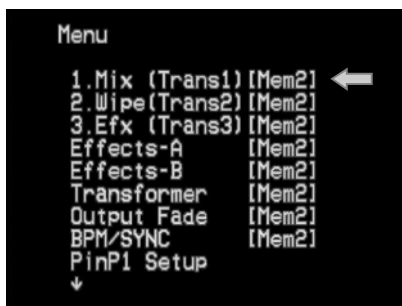 Menu
1.Mix (Trans1)[Mem2]
2.Wipe(Trans2)[Mem2]
3.Efx (Trans3)[Mem2]
Effects-A [Mem2]
Effects-B [Mem2]
Transformer [Mem2]
Output Fade [Mem2]
BPM/SYNC [Mem2]
PinP1 Setup